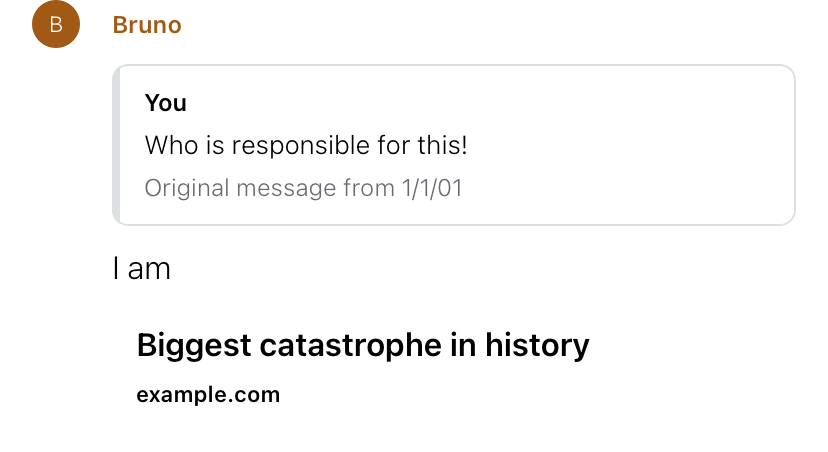 B
Bruno
You
Who is responsible for this!
Original message from 1/1/01
I am
Biggest catastrophe in history
example.com